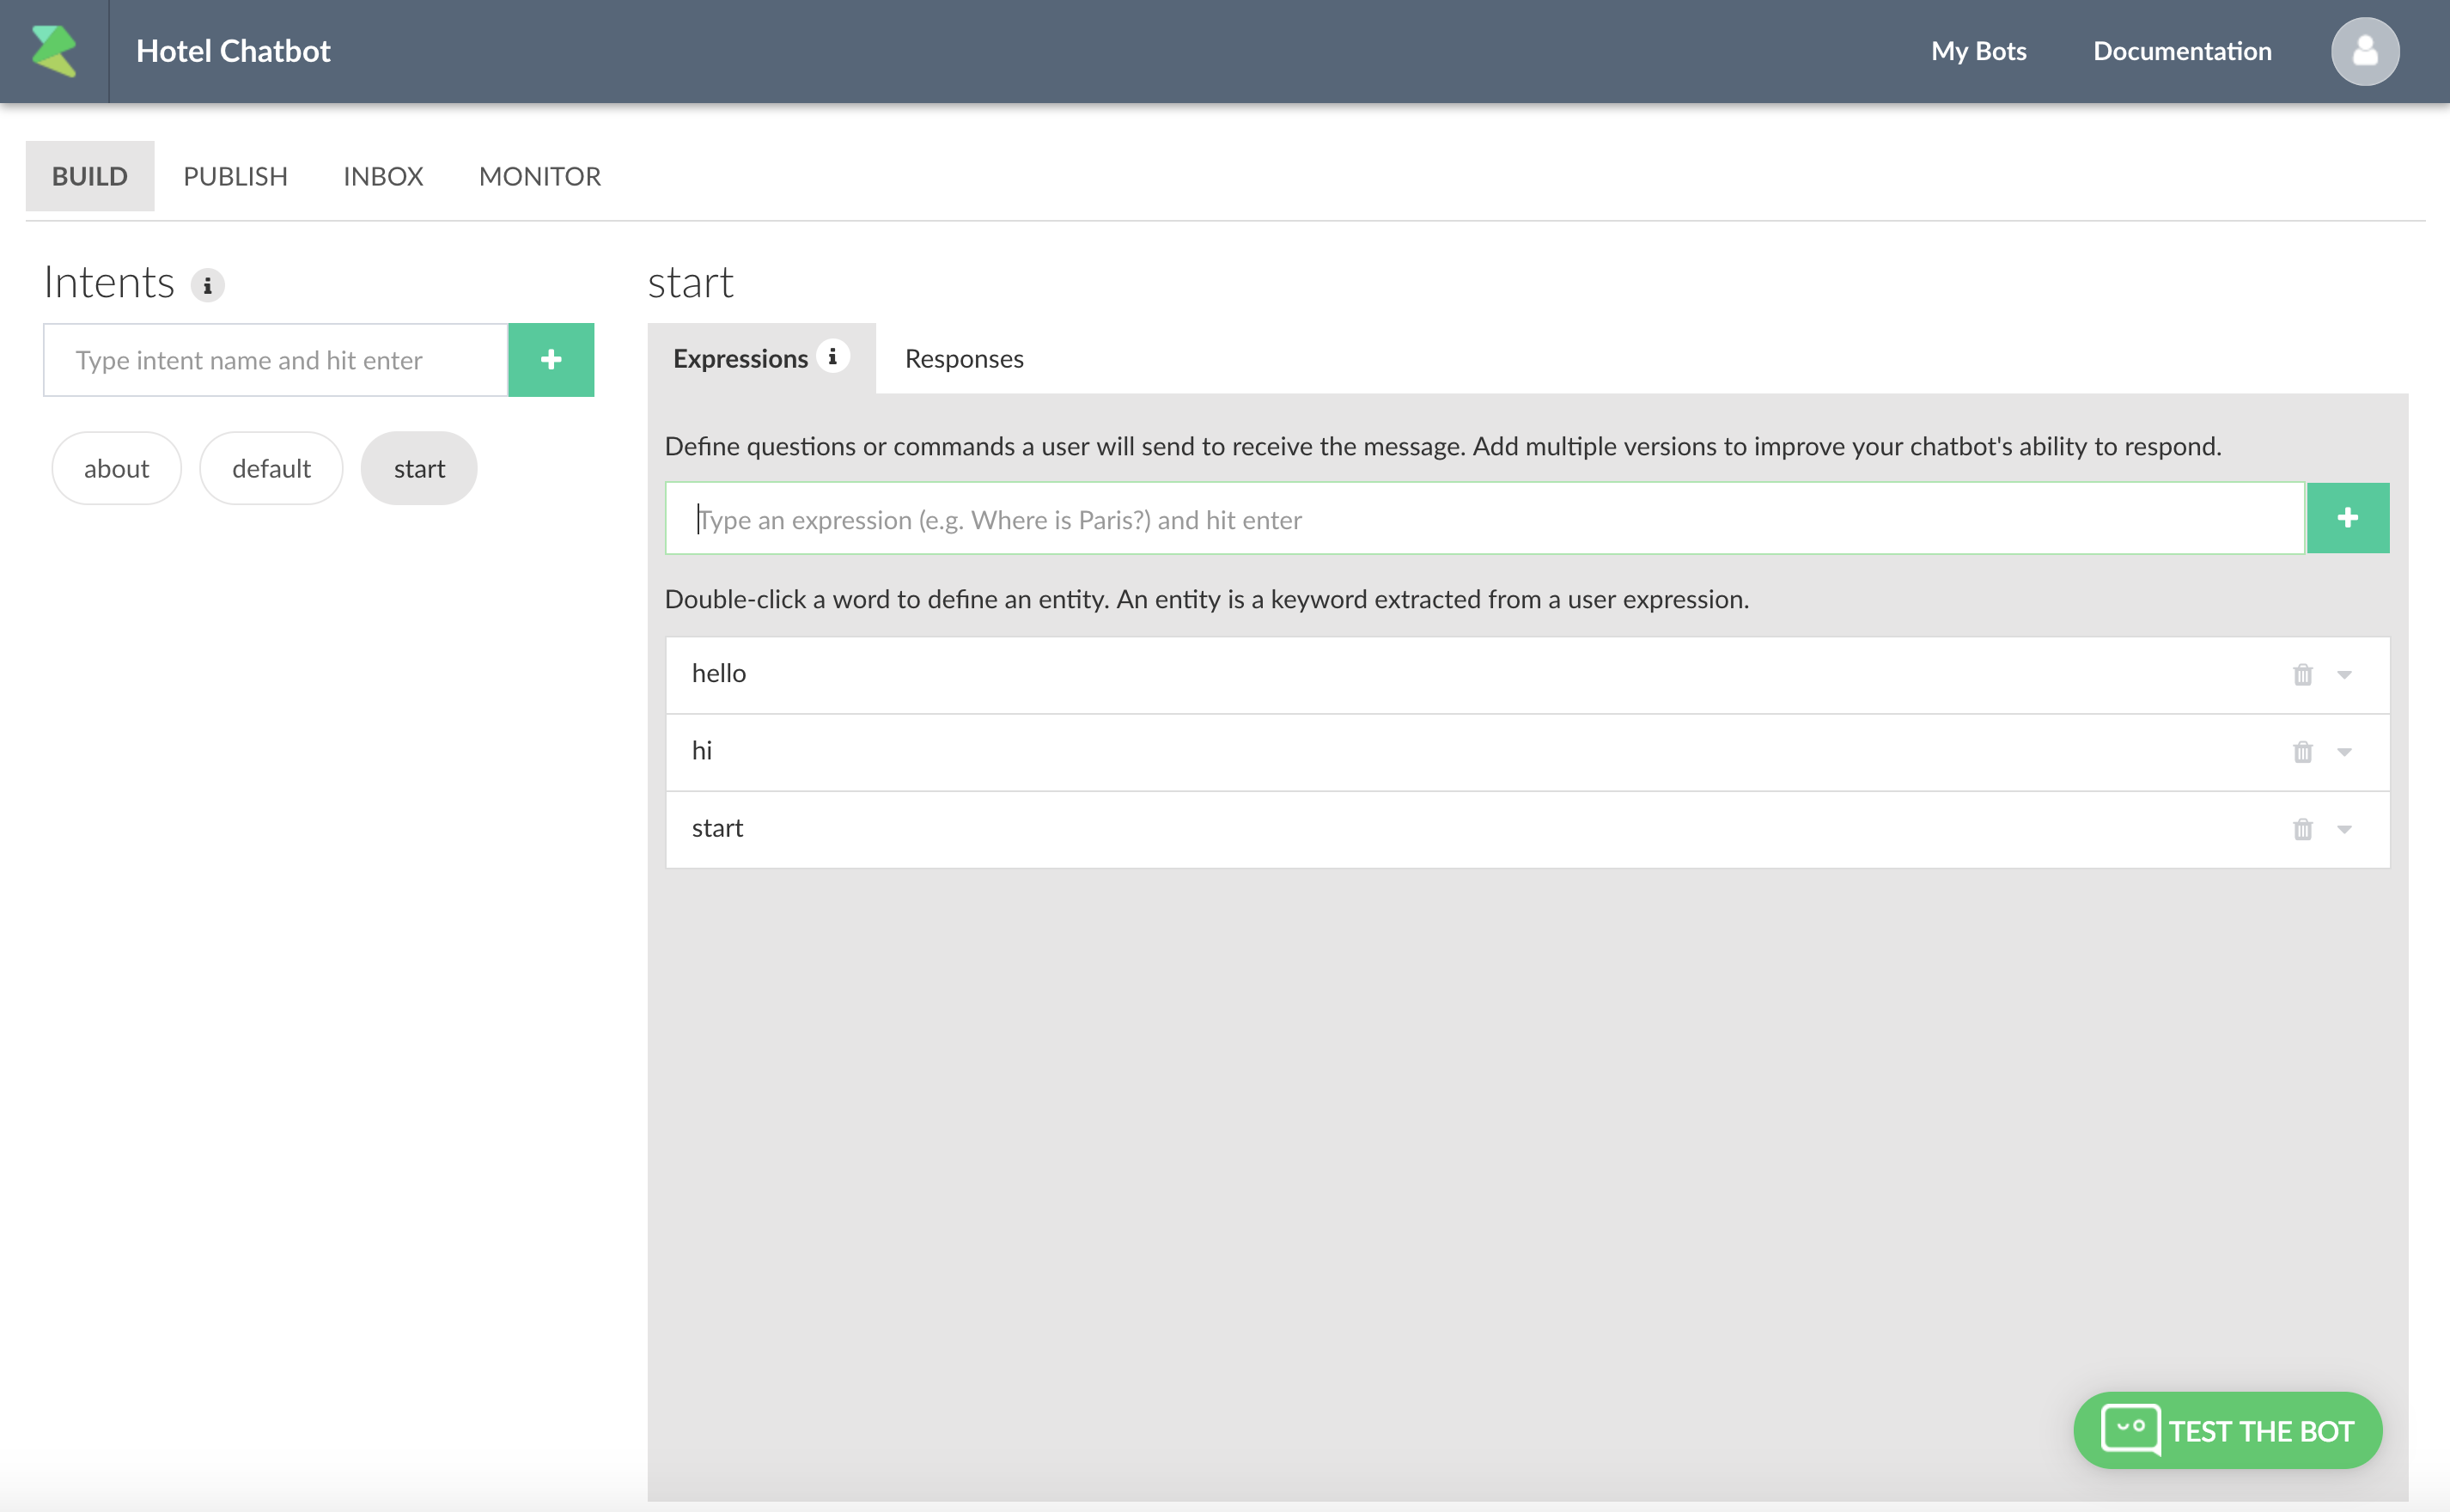 Hotel Chatbot
My Bots
Documentation
BUILD
PUBLISH
INBOX
MONITOR
Intents
Type intent name and hit enter
about
default
start
start
Expressions
Responses
Define questions or commands a user will send to receive the message. Add multiple versions to improve your chatbot's ability to respond.
Type an expression (e.g. Where is Paris?) and hit enter
Double-click a word to define an entity. An entity is a keyword extracted from a user expression.
hello
hi
start
TEST THE BOT